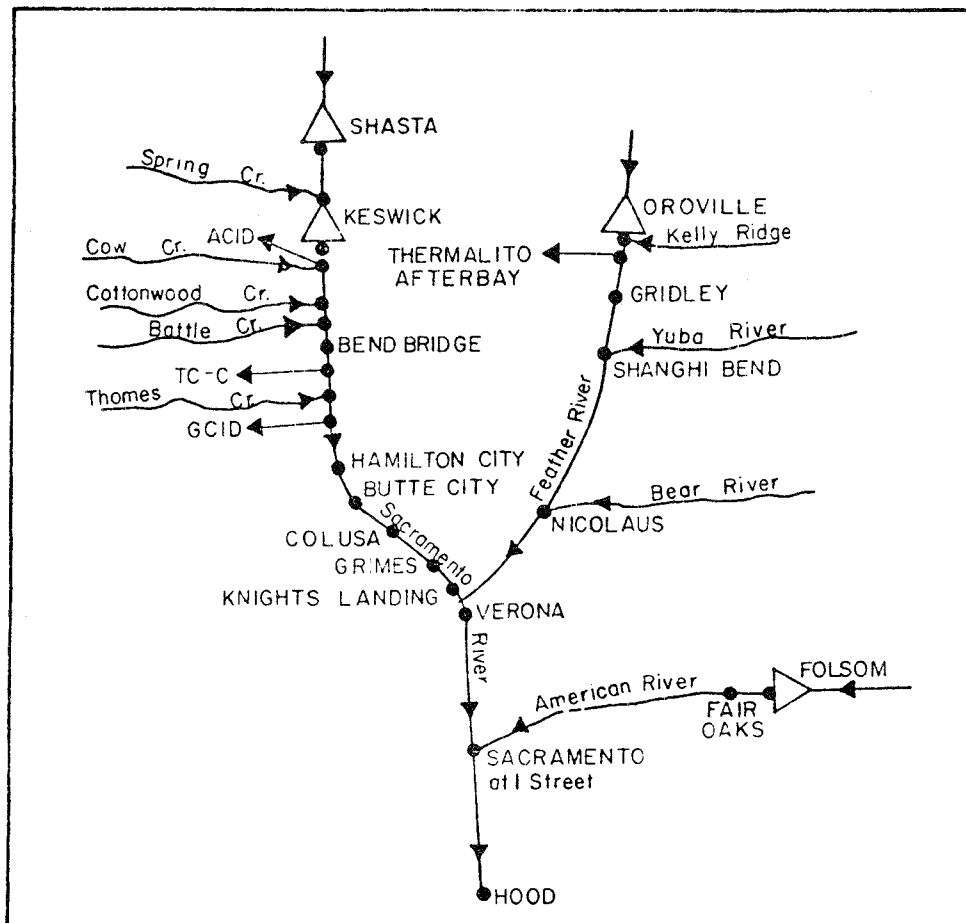 SHASTA
Spring Cr.
KESWICK
OROVILLE
Kelly Ridge
ACID
Cow Cr.
THERMALITO
AFTERBAY
Cottonwood Cr.
GRIDLEY
Battle Cr.
BEND BRIDGE
Yuba River
SHANGHI BEND
TC-C
Thomes Cr.
GCID
Feather River
HAMILTON CITY
BUTTE CITY
Bear River
NICOLAUS
Sacramento
COLUSA
GRIMES
KNIGHTS LANDING
VERONA
River
FOLSOM
American River
FAIR
OAKS
SACRAMENTO
at I Street
HOOD